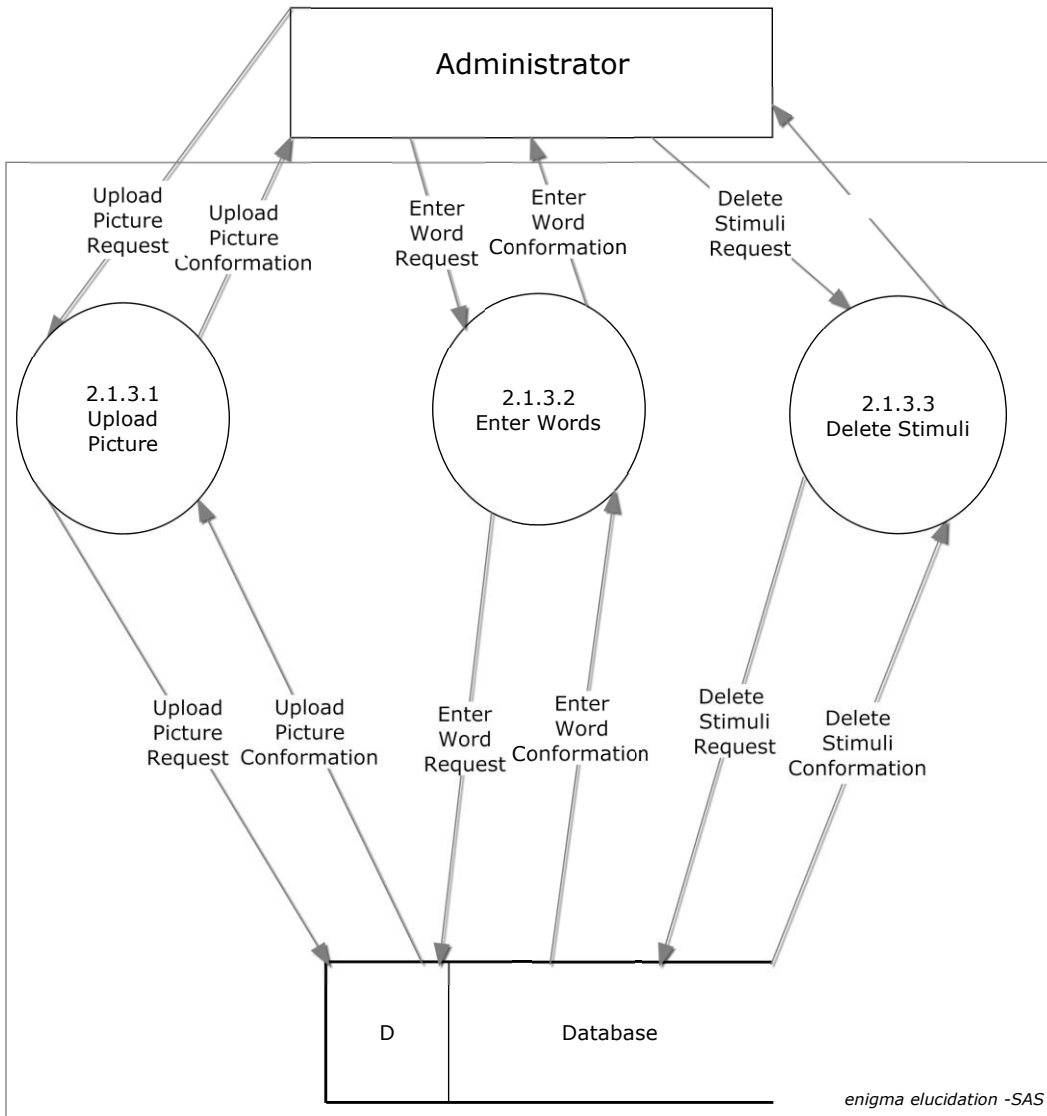 Administrator
Upload
Picture
Request
Upload
Picture
Conformation
Enter
Word
Request
Enter
Word
Conformation
Delete
Stimuli
Request
2.1.3.1
Upload
Picture
2.1.3.2
Enter Words
2.1.3.3
Delete Stimuli
Upload
Picture
Request
Upload
Picture
Conformation
Enter
Word
Request
Enter
Word
Conformation
Delete
Stimuli
Request
Delete
Stimuli
Conformation
D
Database
enigma elucidation -SAS